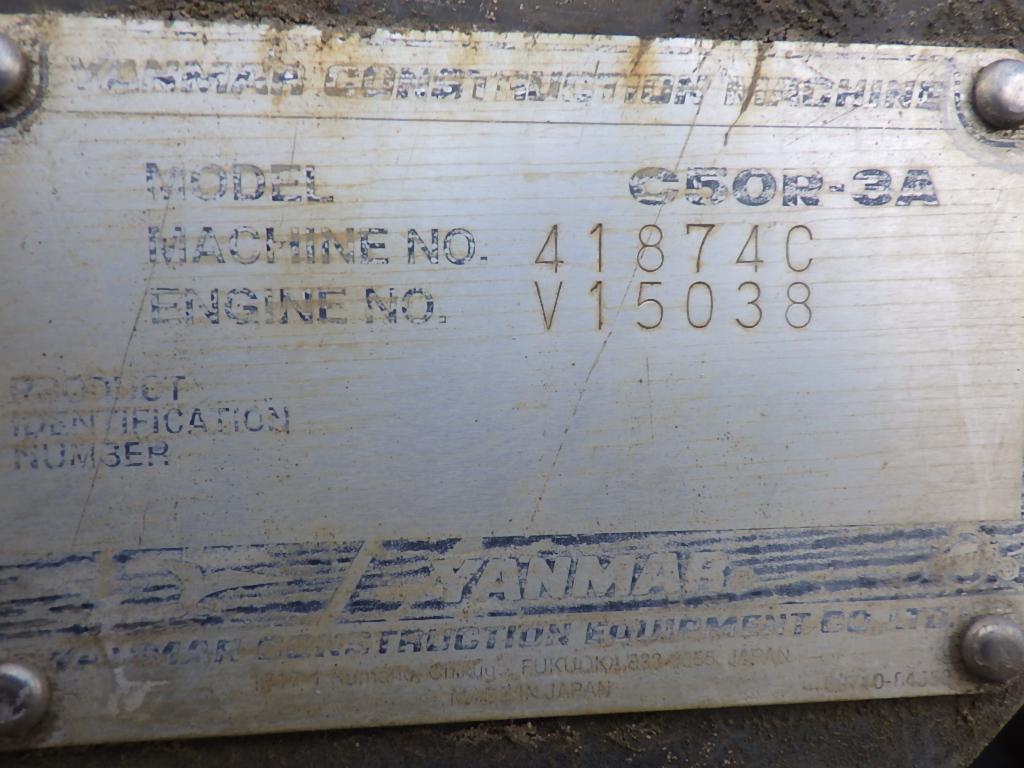 YANMAR CONSTRUCTION MACHINE
MODEL C50R-3A
MACHINE NO. 41874C
ENGINE NO. V15038
PRODUCT
IDENTIFICATION
NUMBER
YANMAR
YANMAR CONSTRUCTION EQUIPMENT CO., LTD.
FUKUOKA, JAPAN
MADE IN JAPAN